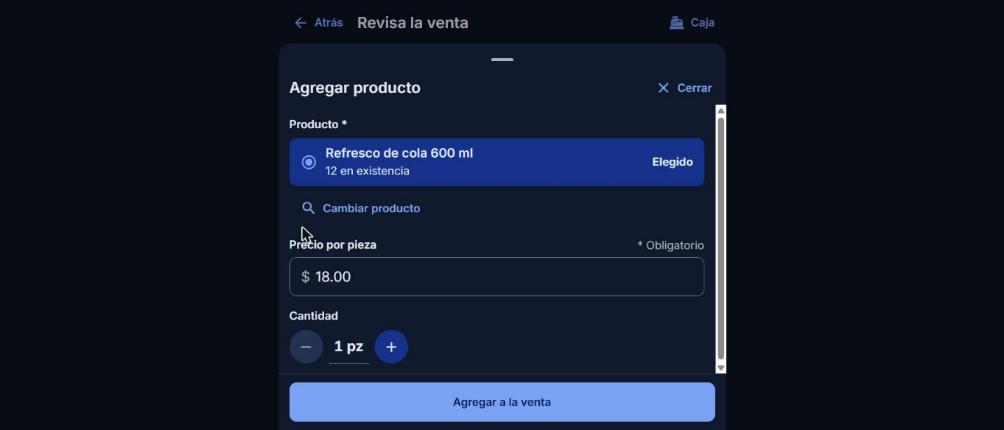 Atrás Revisa la venta Caja
Agregar producto Cerrar
Producto *
Refresco de cola 600 ml
12 en existencia
Elegido
Cambiar producto
Precio por pieza * Obligatorio
$ 18.00
Cantidad
− 1 pz +
Agregar a la venta